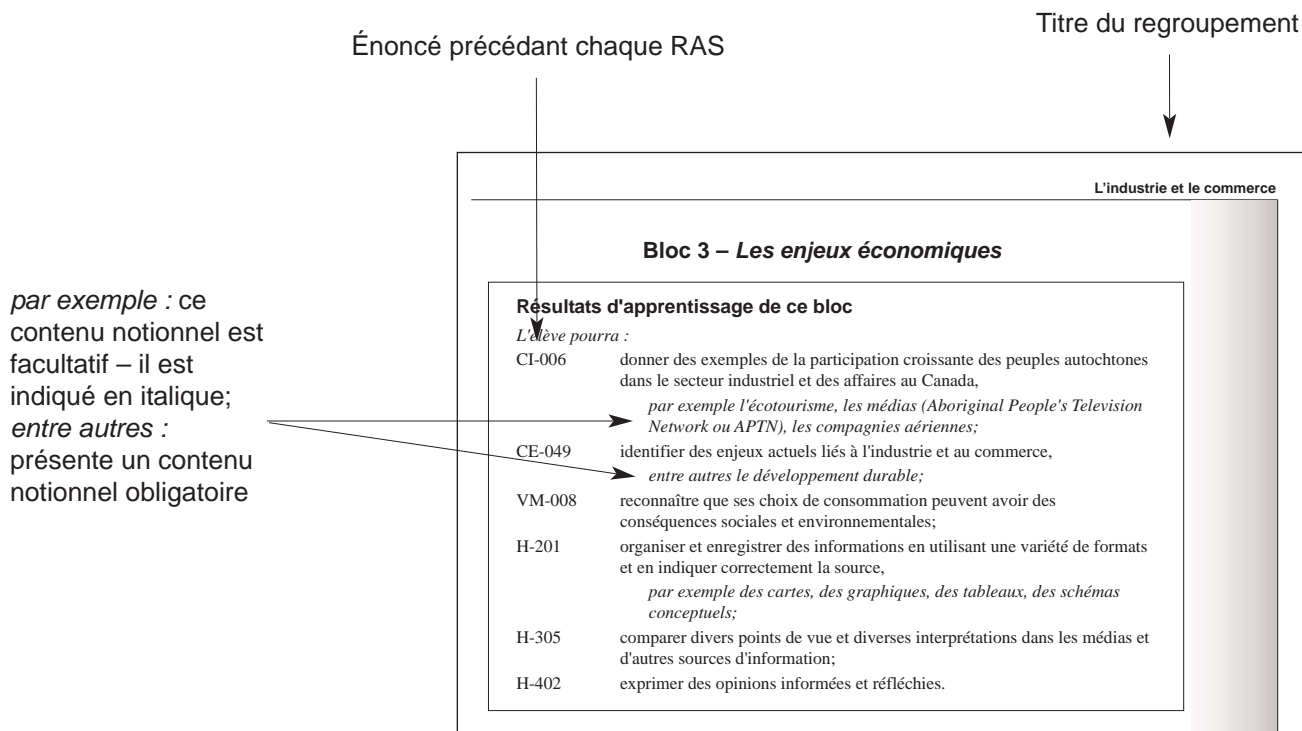 Titre du regroupement
Énoncé précédant chaque RAS
L'industrie et le commerce
Bloc 3 – Les enjeux économiques
par exemple : ce
contenu notionnel est
facultatif – il est
indiqué en italique;
entre autres :
présente un contenu
notionnel obligatoire
Résultats d'apprentissage de ce bloc
L'élève pourra :
CI-006 donner des exemples de la participation croissante des peuples autochtones
dans le secteur industriel et des affaires au Canada,
par exemple l'écotourisme, les médias (Aboriginal People's Television
Network ou APTN), les compagnies aériennes;
CE-049 identifier des enjeux actuels liés à l'industrie et au commerce,
entre autres le développement durable;
VM-008 reconnaître que ses choix de consommation peuvent avoir des
conséquences sociales et environnementales;
H-201 organiser et enregistrer des informations en utilisant une variété de formats
et en indiquer correctement la source,
par exemple des cartes, des graphiques, des tableaux, des schémas
conceptuels;
H-305 comparer divers points de vue et diverses interprétations dans les médias et
d'autres sources d'information;
H-402 exprimer des opinions informées et réfléchies.